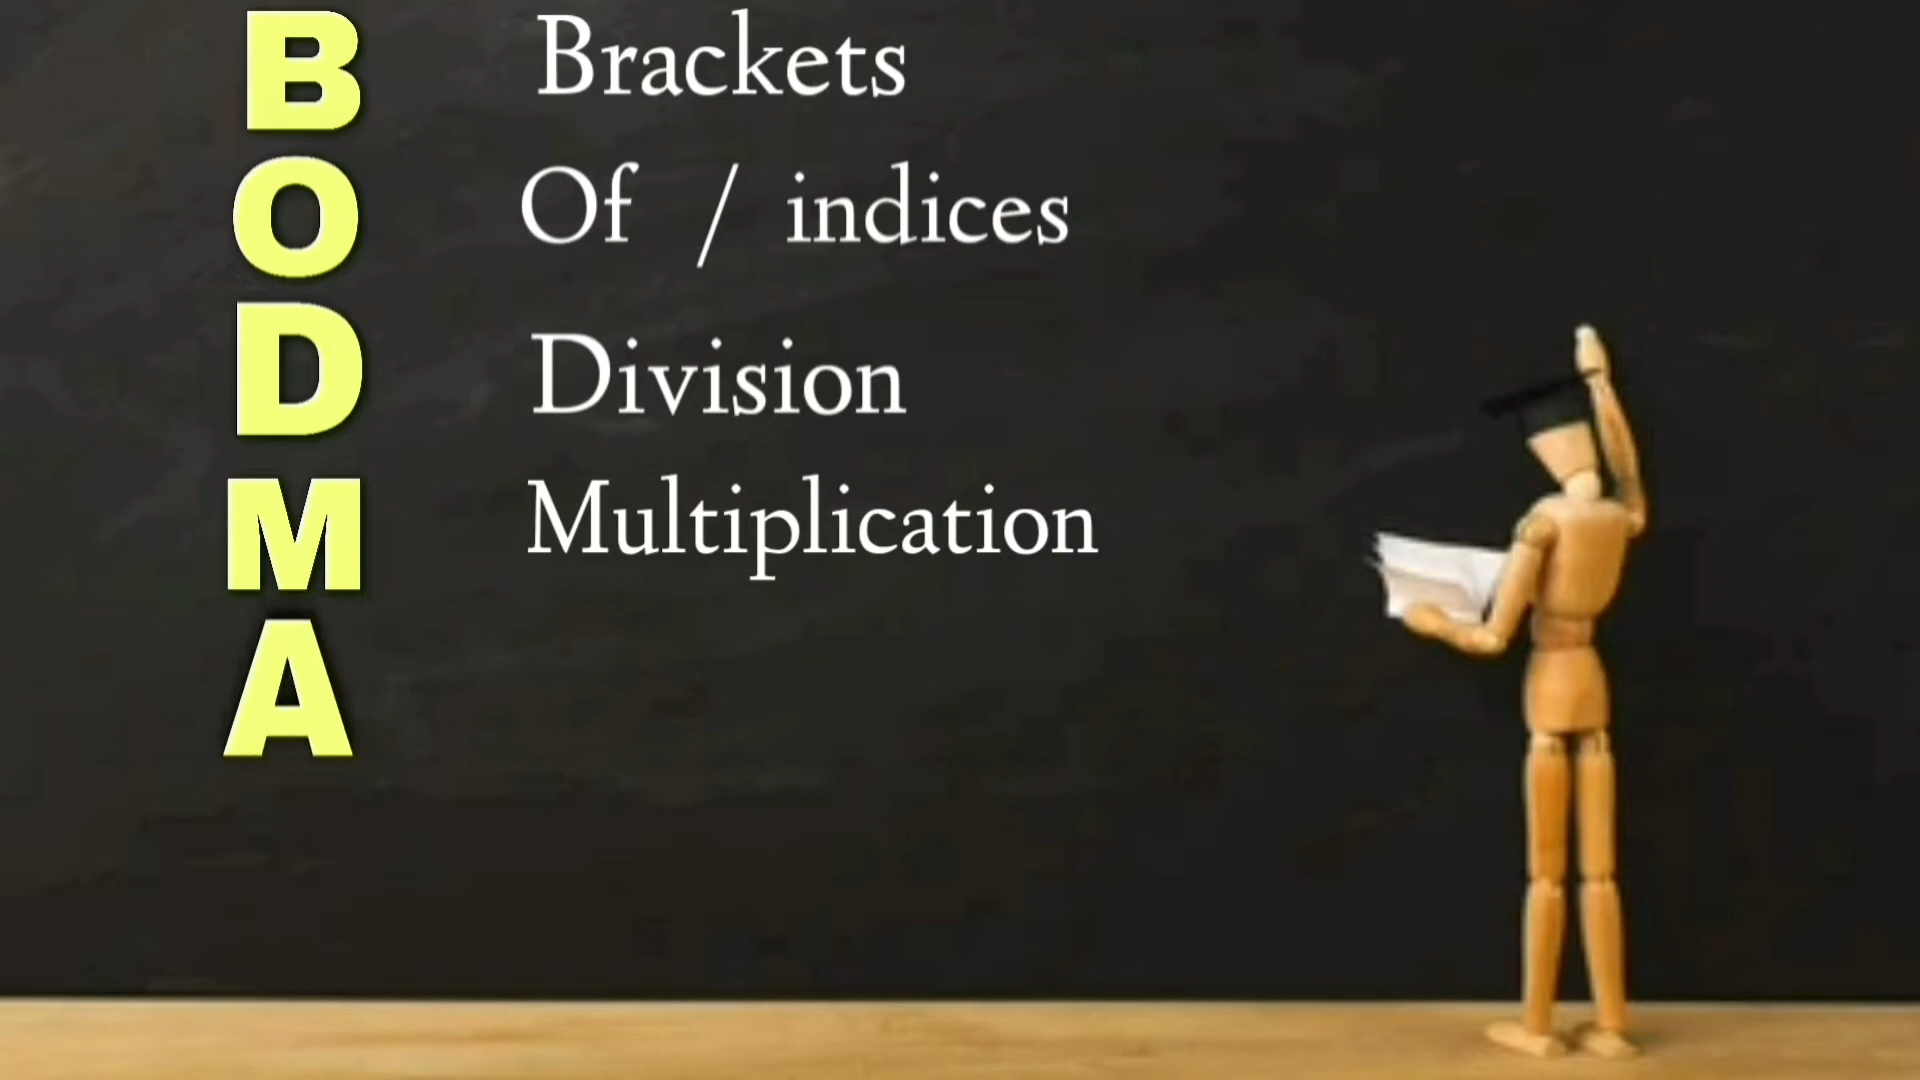 B Brackets
O Of / indices
D Division
M Multiplication
A